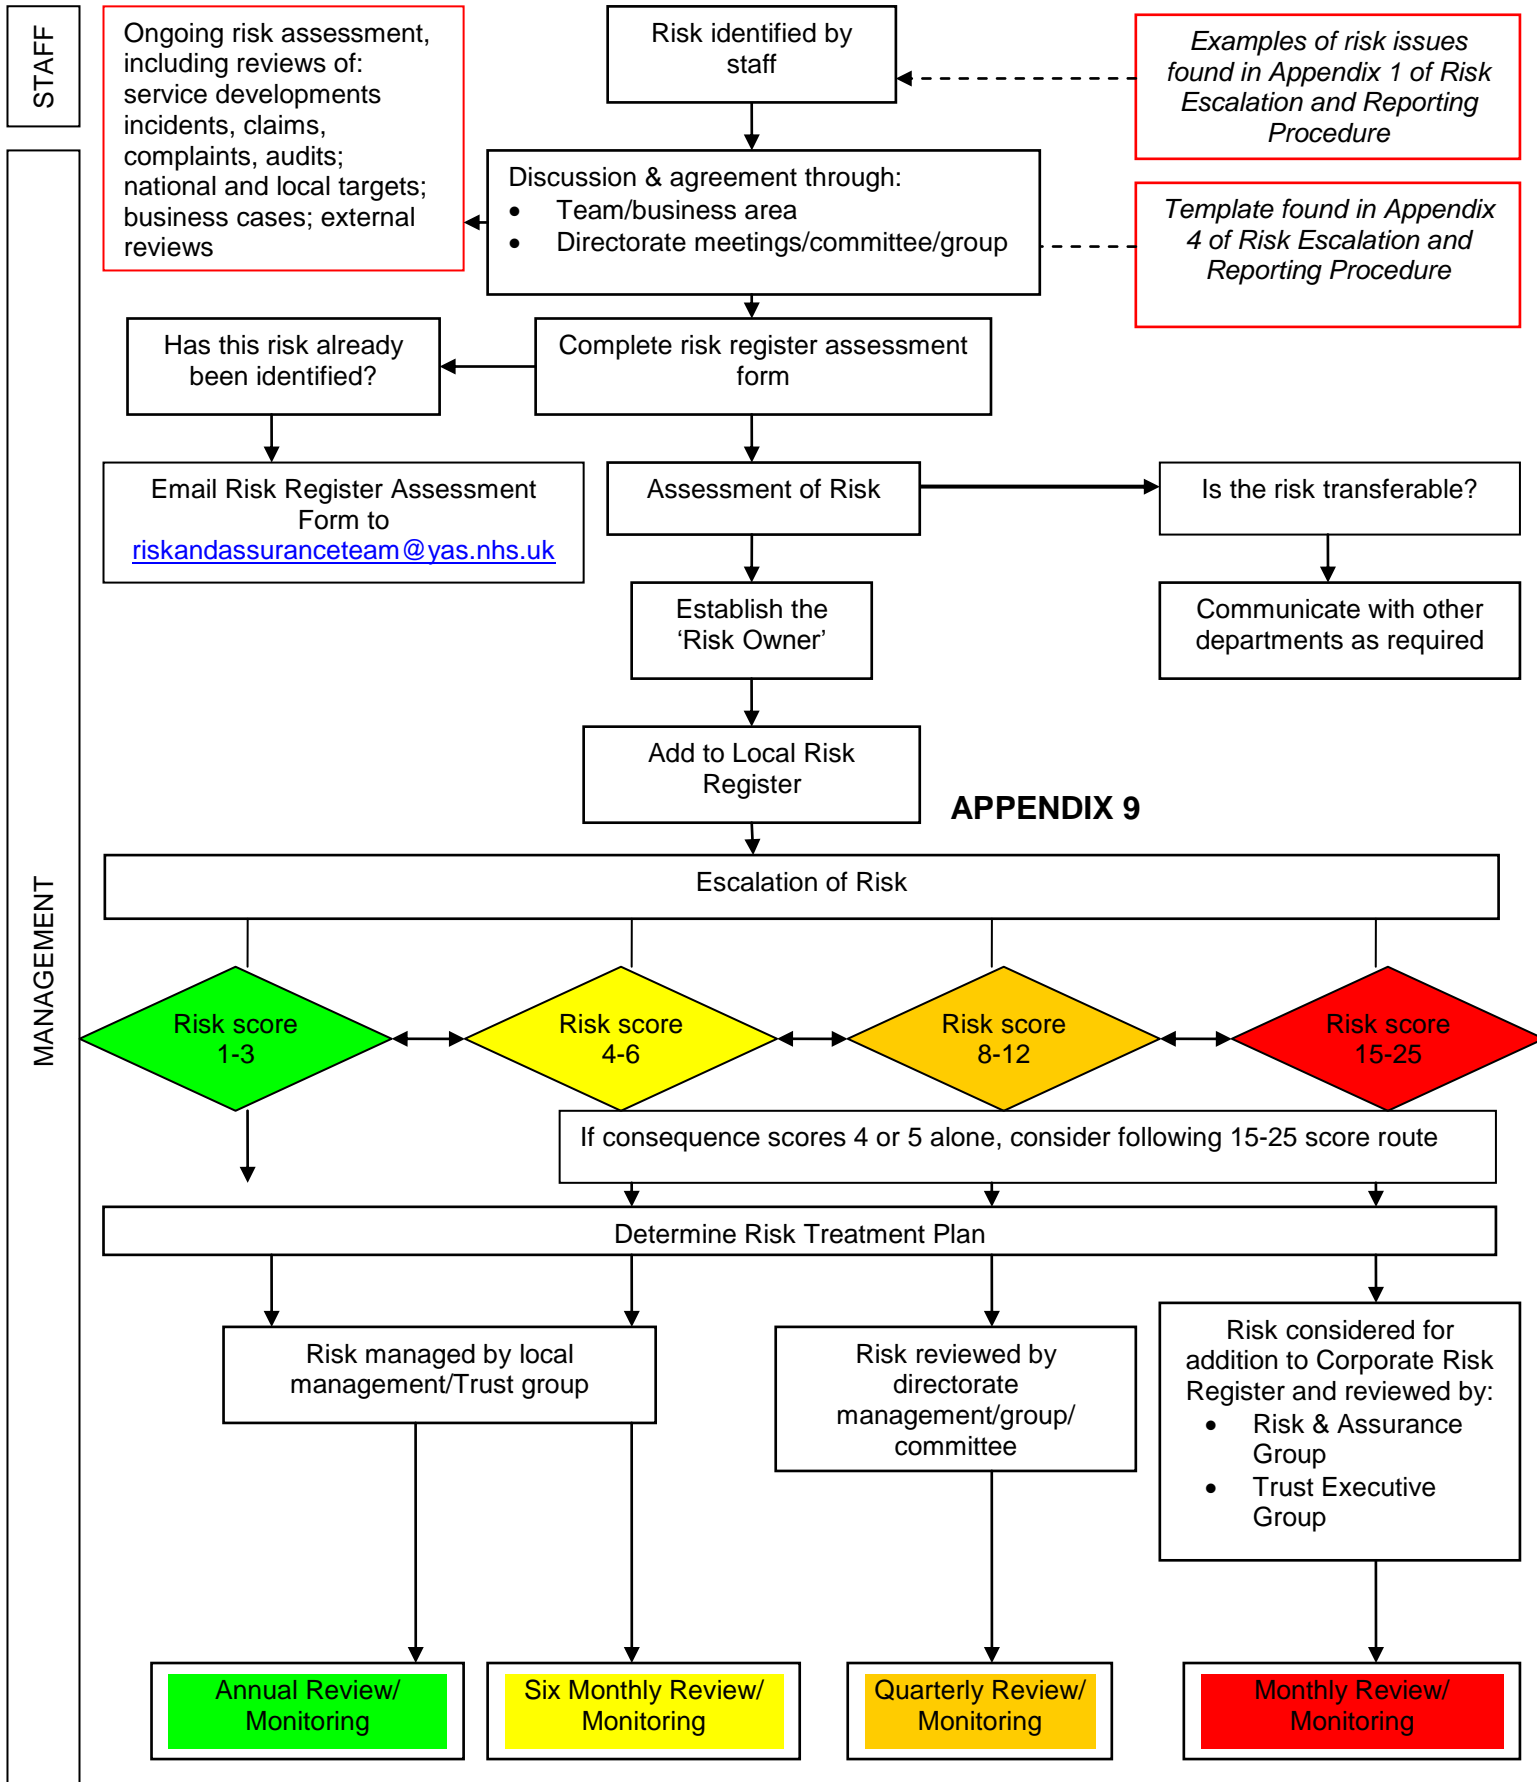 STAFF
Ongoing risk assessment,
including reviews of:
service developments
incidents, claims,
complaints, audits;
national and local targets;
business cases; external
reviews
Risk identified by
staff
Examples of risk issues
found in Appendix 1 of Risk
Escalation and Reporting
Procedure
MANAGEMENT
Discussion & agreement through:
• Team/business area
• Directorate meetings/committee/group
Template found in Appendix
4 of Risk Escalation and
Reporting Procedure
Has this risk already
been identified?
Complete risk register assessment
form
Email Risk Register Assessment
Form to
riskandassuranceteam@yas.nhs.uk
Assessment of Risk
Is the risk transferable?
Establish the
‘Risk Owner’
Communicate with other
departments as required
Add to Local Risk
Register
APPENDIX 9
Escalation of Risk
Risk score
1-3
Risk score
4-6
Risk score
8-12
Risk score
15-25
If consequence scores 4 or 5 alone, consider following 15-25 score route
Determine Risk Treatment Plan
Risk managed by local
management/Trust group
Risk reviewed by
directorate
management/group/
committee
Risk considered for
addition to Corporate Risk
Register and reviewed by:
• Risk & Assurance
Group
• Trust Executive
Group
Annual Review/
Monitoring
Six Monthly Review/
Monitoring
Quarterly Review/
Monitoring
Monthly Review/
Monitoring